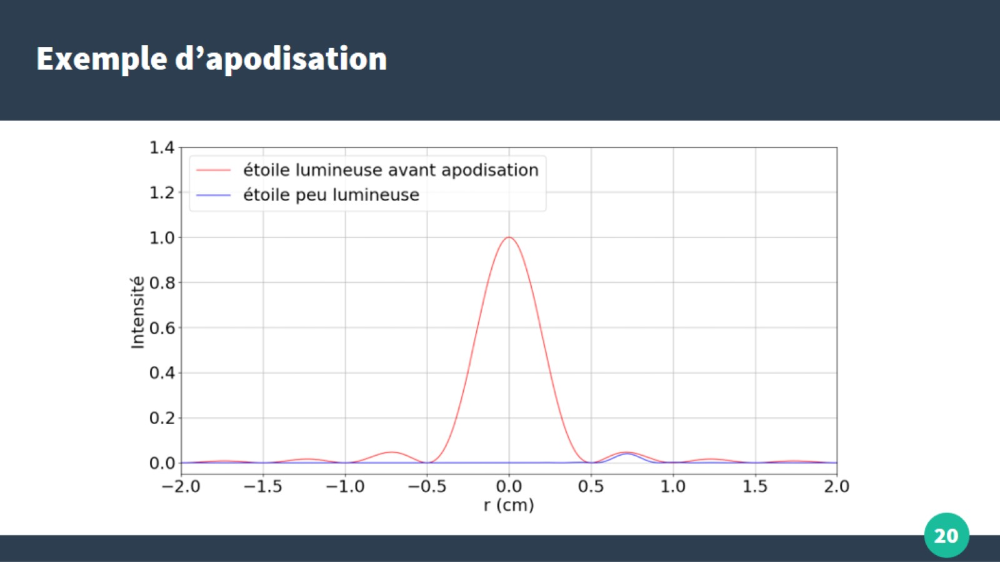 Exemple d’apodisation
étoile lumineuse avant apodisation
étoile peu lumineuse
Intensité
1.4
1.2
1.0
0.8
0.6
0.4
0.2
0.0
−2.0 −1.5 −1.0 −0.5 0.0 0.5 1.0 1.5 2.0
r (cm)
20